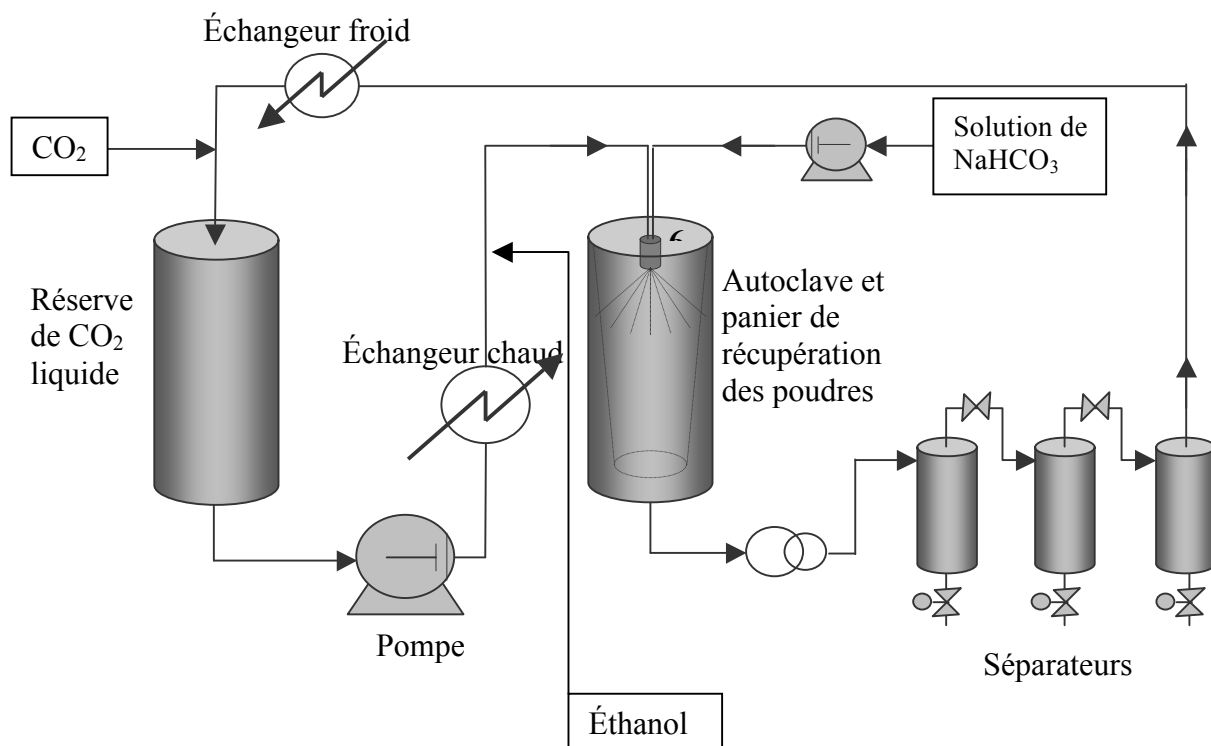 Échangeur froid
CO₂
Solution de
NaHCO₃
Réserve
de CO₂
liquide
Échangeur chaud
Autoclave et
panier de
récupération
des poudres
Pompe
Séparateurs
Éthanol